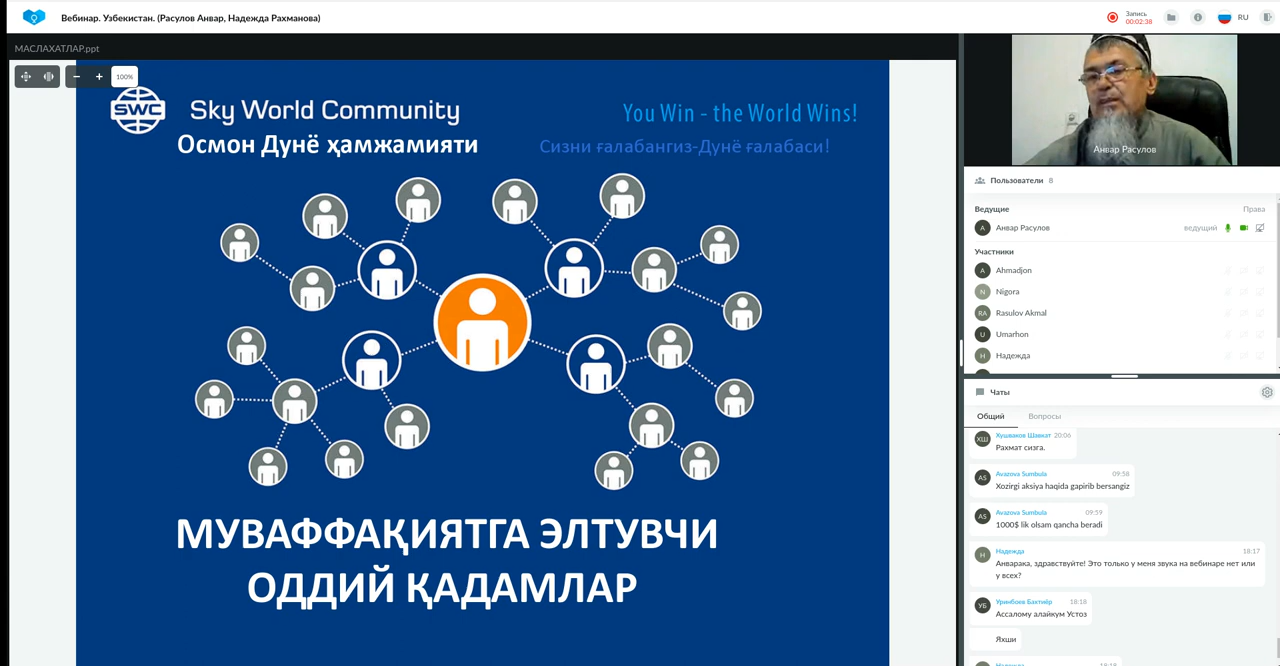 Вебинар. Узбекистан. (Расулов Анвар, Надежда Рахманова)
Запись
00:02:38
RU
МАСЛАХАТЛАР.ppt
100%
SWC
Sky World Community
You Win - the World Wins!
Осмон Дунё ҳамжамияти
Сизни ғалабангиз-Дунё ғалабаси!
МУВАФФАҚИЯТГА ЭЛТУВЧИ
ОДДИЙ ҚАДАМЛАР
Анвар Расулов
Пользователи 8
Ведущие
Права
А
Анвар Расулов
ведущий
Участники
A
Ahmadjon
N
Nigora
RA
Rasulov Akmal
U
Umarhon
Н
Надежда
Чаты
Общий
Вопросы
ХШ
Хушваков Шавкат 20:06
Рахмат сизга.
AS
Avazova Sumbula 09:58
Xozirgi aksiya haqida gapirib bersangiz
AS
Avazova Sumbula 09:59
1000$ lik olsam qancha beradi
Н
Надежда 18:17
Анварака, здравствуйте! Это только у меня звука на вебинаре нет или
у всех?
УБ
Уринбоев Бахтиёр 18:18
Ассалому алайкум Устоз
Яхши
Надежда 18:18